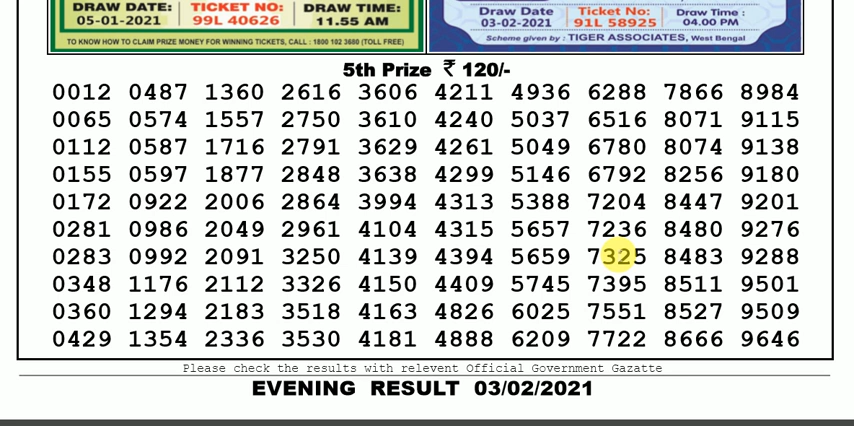 DRAW DATE: TICKET NO: DRAW TIME:
05-01-2021 99L 40626 11.55 AM
TO KNOW HOW TO CLAIM PRIZE MONEY FOR WINNING TICKETS, CALL : 1800 102 3680 (TOLL FREE)
Draw Date Ticket No: Draw Time :
03-02-2021 91L 58925 04.00 PM
Scheme given by : TIGER ASSOCIATES, West Bengal
5th Prize ₹ 120/-
0012 0487 1360 2616 3606 4211 4936 6288 7866 8984
0065 0574 1557 2750 3610 4240 5037 6516 8071 9115
0112 0587 1716 2791 3629 4261 5049 6780 8074 9138
0155 0597 1877 2848 3638 4299 5146 6792 8256 9180
0172 0922 2006 2864 3994 4313 5388 7204 8447 9201
0281 0986 2049 2961 4104 4315 5657 7236 8480 9276
0283 0992 2091 3250 4139 4394 5659 7325 8483 9288
0348 1176 2112 3326 4150 4409 5745 7395 8511 9501
0360 1294 2183 3518 4163 4826 6025 7551 8527 9509
0429 1354 2336 3530 4181 4888 6209 7722 8666 9646
Please check the results with relevent Official Government Gazatte
EVENING RESULT 03/02/2021